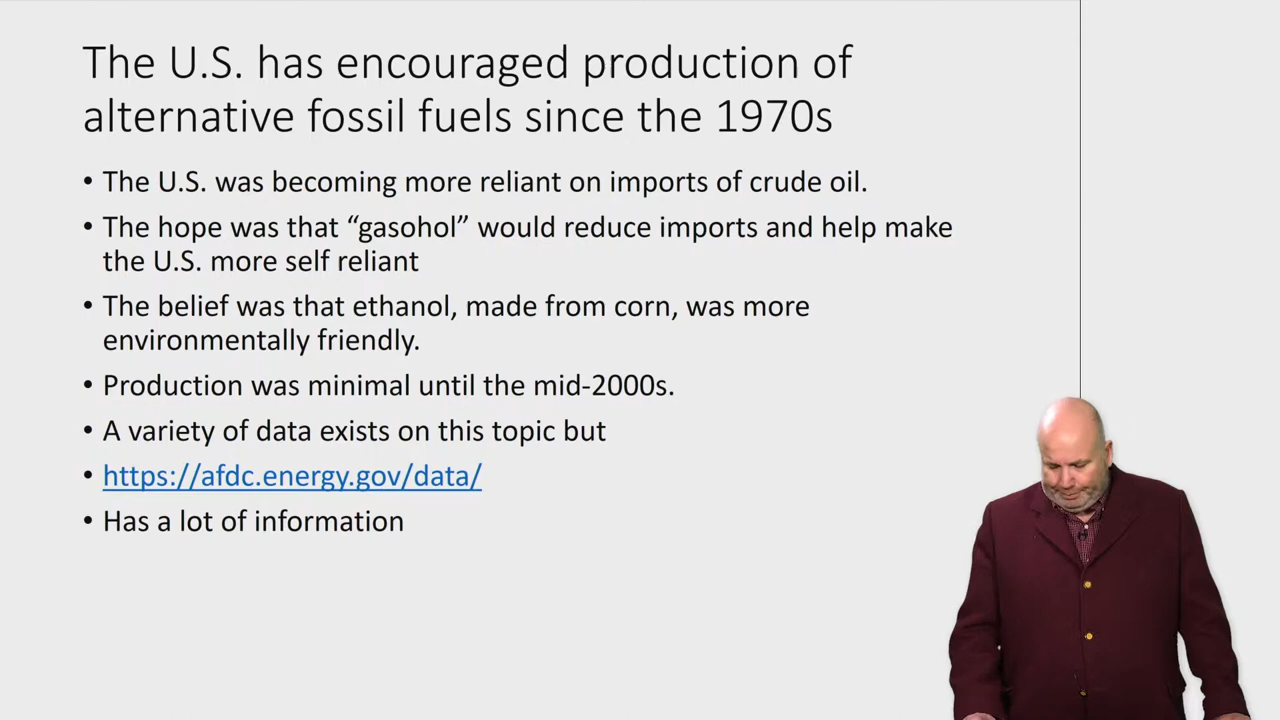 The U.S. has encouraged production of
alternative fossil fuels since the 1970s
• The U.S. was becoming more reliant on imports of crude oil.
• The hope was that “gasohol” would reduce imports and help make
the U.S. more self reliant
• The belief was that ethanol, made from corn, was more
environmentally friendly.
• Production was minimal until the mid-2000s.
• A variety of data exists on this topic but
• https://afdc.energy.gov/data/
• Has a lot of information